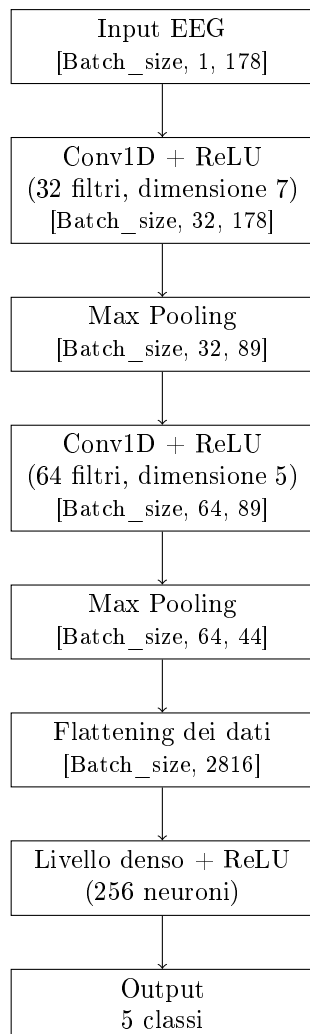 Input EEG
[Batch_size, 1, 178]
Conv1D + ReLU
(32 filtri, dimensione 7)
[Batch_size, 32, 178]
Max Pooling
[Batch_size, 32, 89]
Conv1D + ReLU
(64 filtri, dimensione 5)
[Batch_size, 64, 89]
Max Pooling
[Batch_size, 64, 44]
Flattening dei dati
[Batch_size, 2816]
Livello denso + ReLU
(256 neuroni)
Output
5 classi